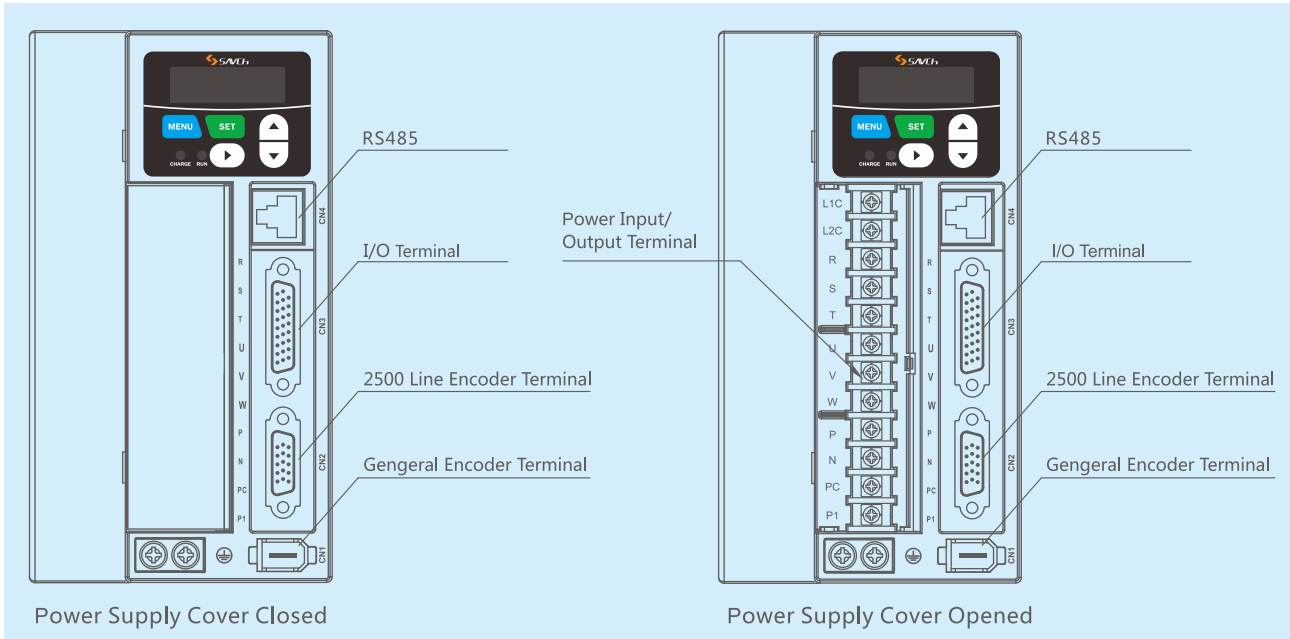 SAVCh
MENU
SET
CHARGE
RUN
RS485
CN4
I/O Terminal
CN3
R
S
T
U
V
W
P
N
PC
P1
2500 Line Encoder Terminal
CN2
Gengeral Encoder Terminal
CN1
Power Supply Cover Closed
SAVCh
MENU
SET
CHARGE
RUN
RS485
CN4
Power Input/
Output Terminal
L1C
L2C
R
S
T
U
V
W
P
N
PC
P1
R
S
T
U
V
W
P
N
PC
P1
I/O Terminal
CN3
2500 Line Encoder Terminal
CN2
Gengeral Encoder Terminal
CN1
Power Supply Cover Opened